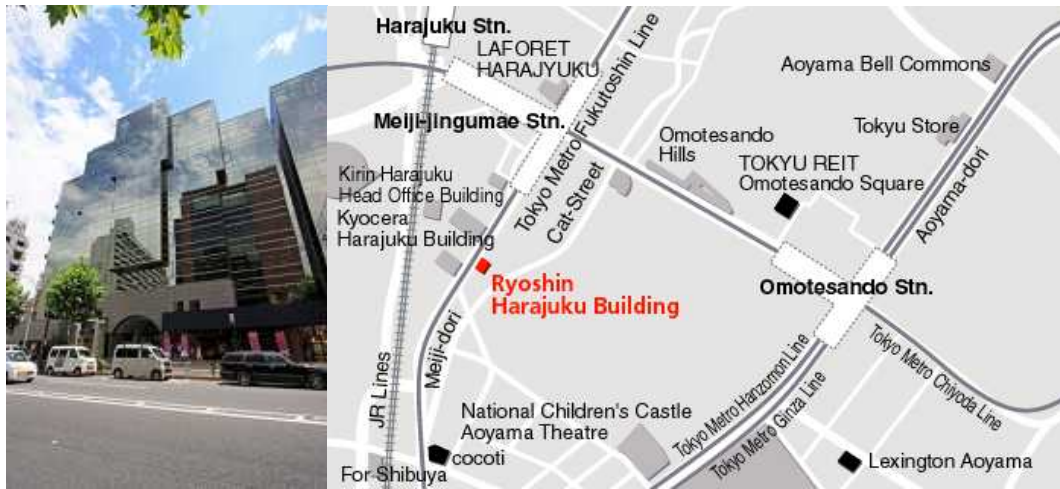 Harajuku Stn.
LAFORET
HARAJYUKU
Meiji-jingumae Stn.
Tokyo Metro Fukutoshin Line
Aoyama Bell Commons
Tokyu Store
Omotesando
Hills
TOKYU REIT
Omotesando Square
Kirin Harajuku
Head Office Building
Kyocera
Harajuku Building
Cat-Street
Aoyama-dori
Ryoshin
Harajuku Building
Omotesando Stn.
Meiji-dori
JR Lines
Tokyo Metro Hanzomon Line
Tokyo Metro Ginza Line
Tokyo Metro Chiyoda Line
National Children's Castle
Aoyama Theatre
cocoti
For Shibuya
Lexington Aoyama